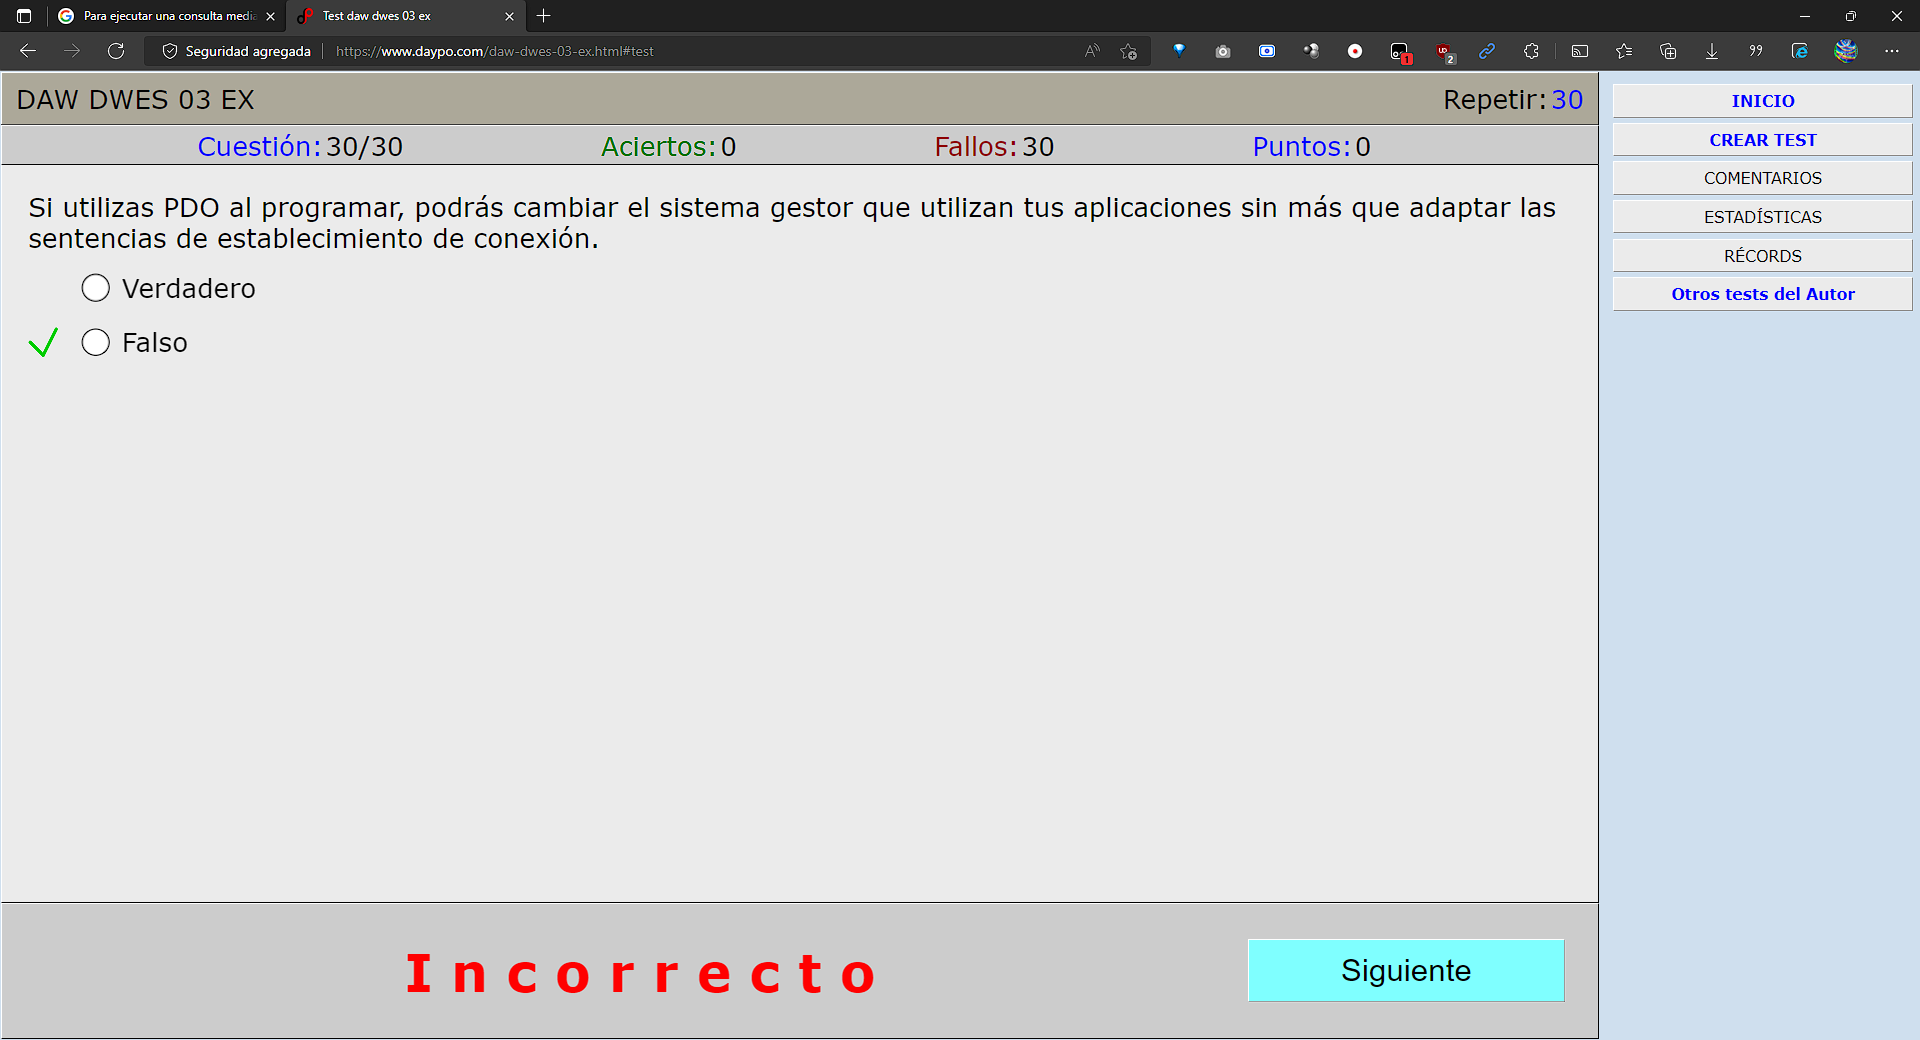 Para ejecutar una consulta media
Test daw dwes 03 ex
Seguridad agregada
https://www.daypo.com/daw-dwes-03-ex.html#test
1
2
DAW DWES 03 EX
Repetir: 30
Cuestión: 30/30
Aciertos: 0
Fallos: 30
Puntos: 0
Si utilizas PDO al programar, podrás cambiar el sistema gestor que utilizan tus aplicaciones sin más que adaptar las
sentencias de establecimiento de conexión.
Verdadero
Falso
Incorrecto
Siguiente
INICIO
CREAR TEST
COMENTARIOS
ESTADÍSTICAS
RÉCORDS
Otros tests del Autor